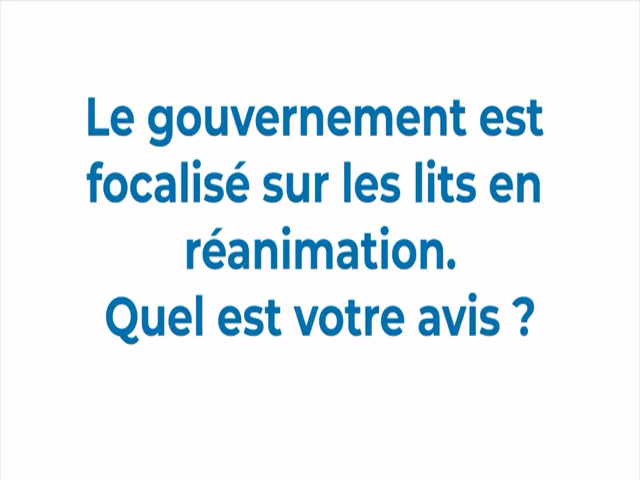 Le gouvernement est
focalisé sur les lits en
réanimation.
Quel est votre avis ?